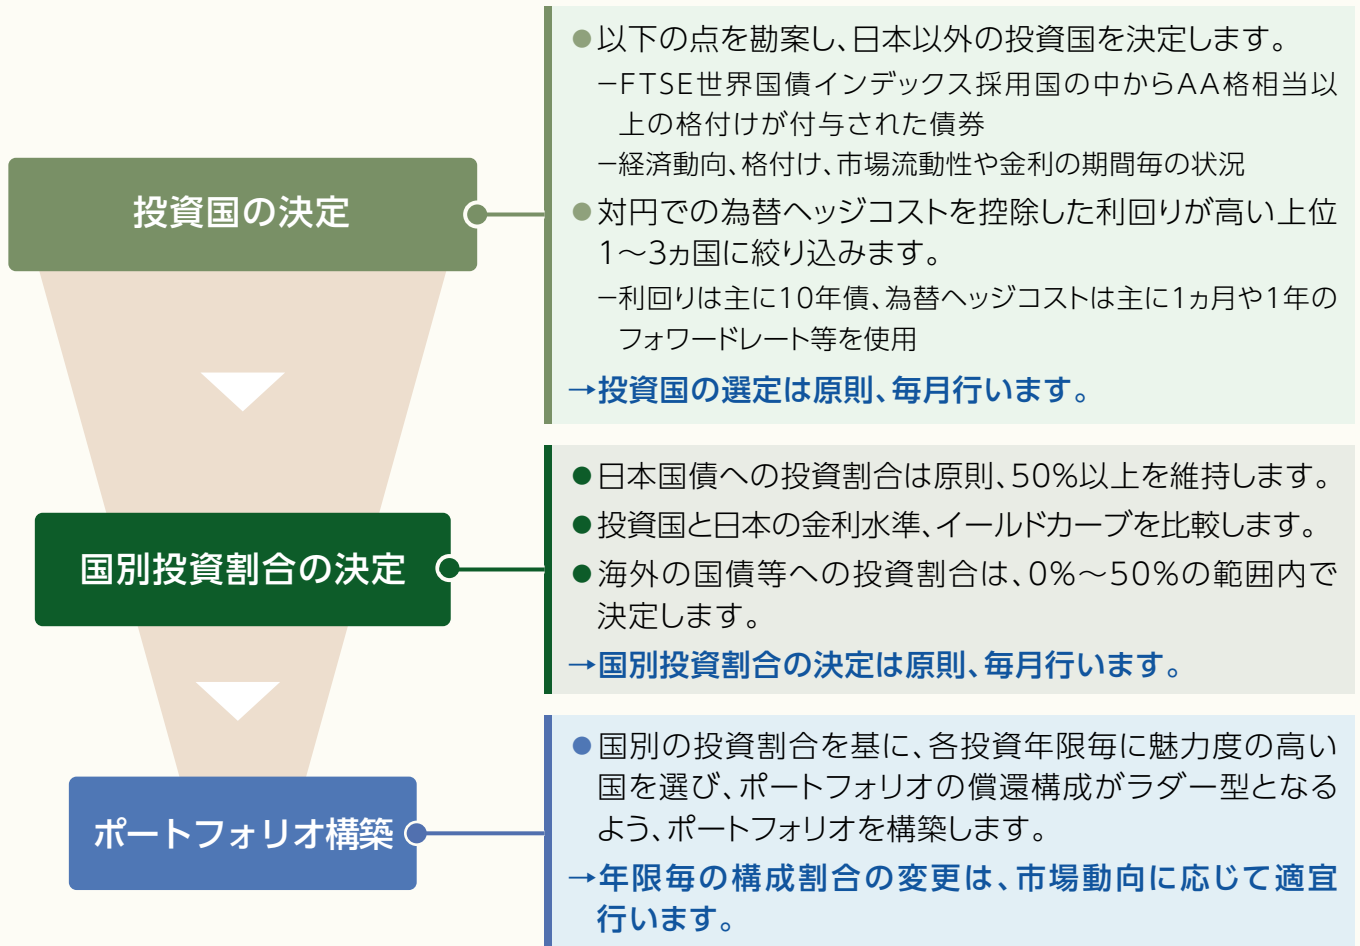 投資国の決定
●以下の点を勘案し、日本以外の投資国を決定します。
−FTSE世界国債インデックス採用国の中からAA格相当以
上の格付けが付与された債券
−経済動向、格付け、市場流動性や金利の期間毎の状況
●対円での為替ヘッジコストを控除した利回りが高い上位
1～3ヵ国に絞り込みます。
−利回りは主に10年債、為替ヘッジコストは主に1ヵ月や1年の
フォワードレート等を使用
→投資国の選定は原則、毎月行います。
国別投資割合の決定
●日本国債への投資割合は原則、50%以上を維持します。
●投資国と日本の金利水準、イールドカーブを比較します。
●海外の国債等への投資割合は、0%～50%の範囲内で
決定します。
→国別投資割合の決定は原則、毎月行います。
ポートフォリオ構築
●国別の投資割合を基に、各投資年限毎に魅力度の高い
国を選び、ポートフォリオの償還構成がラダー型となる
よう、ポートフォリオを構築します。
→年限毎の構成割合の変更は、市場動向に応じて適宜
行います。